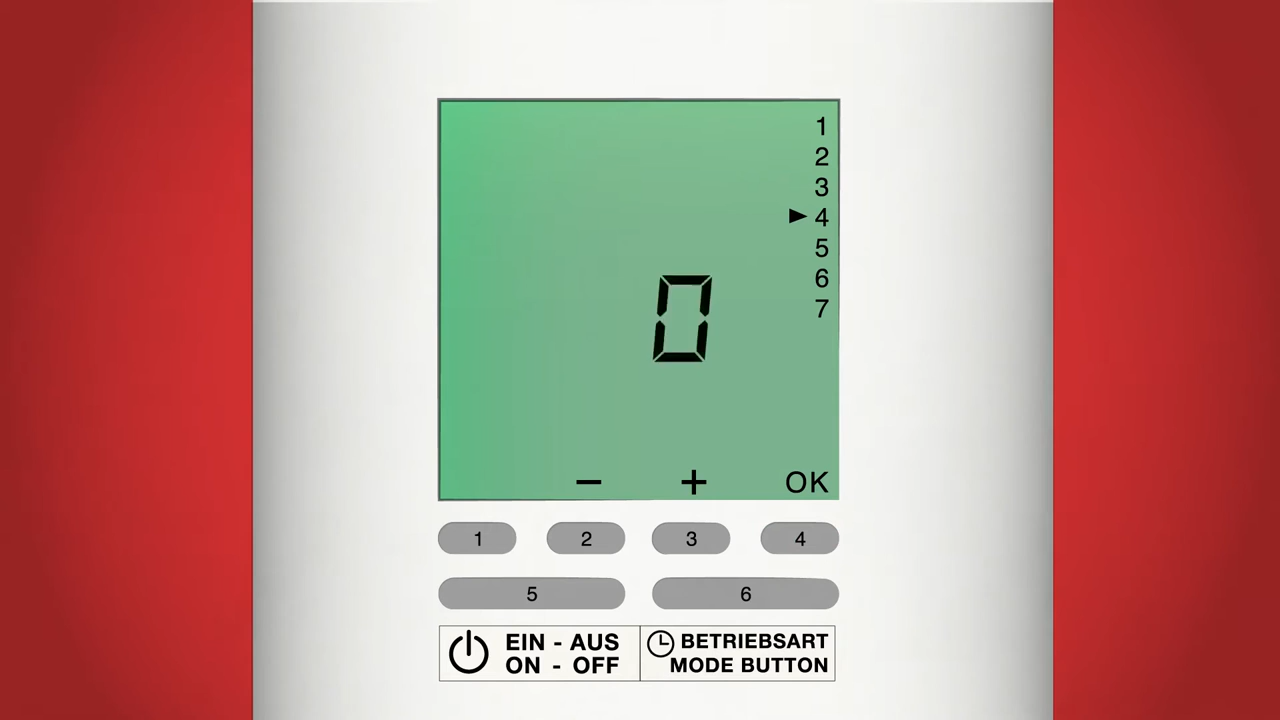 1
2
3
4
5
6
7
0
− + OK
1 2 3 4
5 6
EIN - AUS
ON - OFF
BETRIEBSART
MODE BUTTON